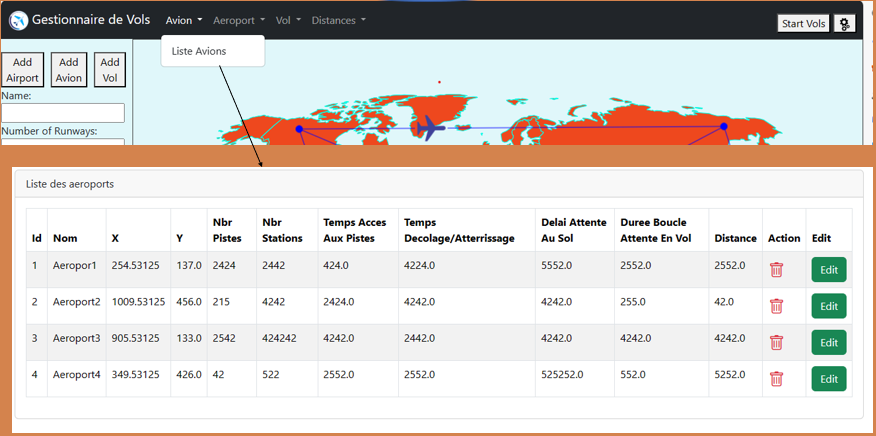 Gestionnaire de Vols Avion Aeroport Vol Distances Start Vols
Liste Avions
Add Airport Add Avion Add Vol
Name:
Number of Runways:
Liste des aeroports
Id Nom X Y Nbr Pistes Nbr Stations Temps Acces Aux Pistes Temps Decolage/Atterrissage Delai Attente Au Sol Duree Boucle Attente En Vol Distance Action Edit
1 Aeropor1 254.53125 137.0 2424 2442 424.0 4224.0 5552.0 2552.0 2552.0 Edit
2 Aeroport2 1009.53125 456.0 215 4242 2424.0 4242.0 4242.0 255.0 42.0 Edit
3 Aeroport3 905.53125 133.0 2542 424242 4242.0 2442.0 4242.0 4242.0 4242.0 Edit
4 Aeroport4 349.53125 426.0 42 522 2552.0 2552.0 525252.0 552.0 5252.0 Edit